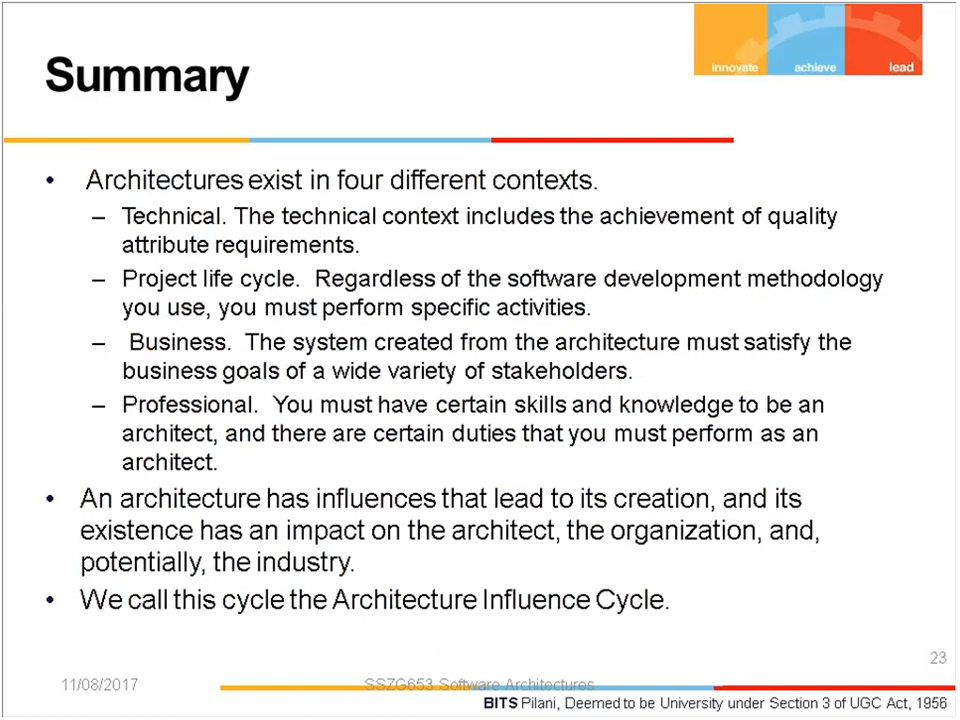 innovate achieve lead
Summary
• Architectures exist in four different contexts.
– Technical. The technical context includes the achievement of quality
attribute requirements.
– Project life cycle. Regardless of the software development methodology
you use, you must perform specific activities.
– Business. The system created from the architecture must satisfy the
business goals of a wide variety of stakeholders.
– Professional. You must have certain skills and knowledge to be an
architect, and there are certain duties that you must perform as an
architect.
• An architecture has influences that lead to its creation, and its
existence has an impact on the architect, the organization, and,
potentially, the industry.
• We call this cycle the Architecture Influence Cycle.
23
11/08/2017 SSZG653 Software Architectures
BITS Pilani, Deemed to be University under Section 3 of UGC Act, 1956